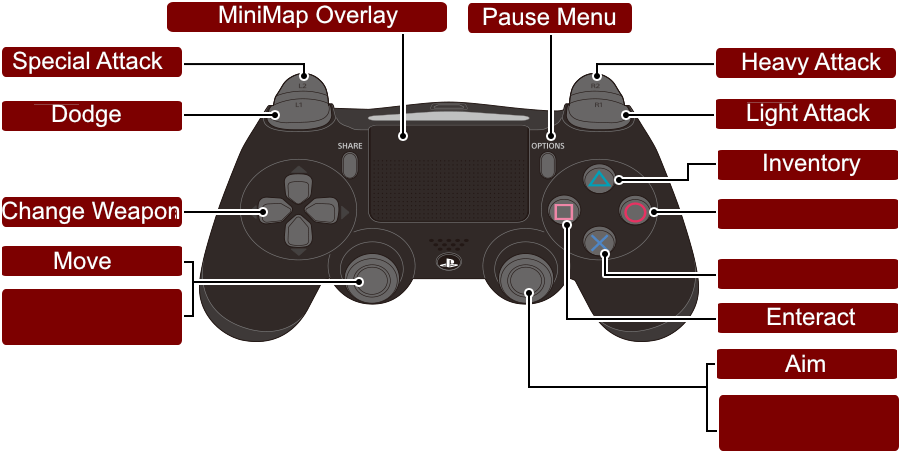 MiniMap Overlay
Pause Menu
Special Attack
Heavy Attack
L2
R2
Dodge
L1
R1
Light Attack
SHARE
OPTIONS
Inventory
Change Weapon
Move
Enteract
Aim